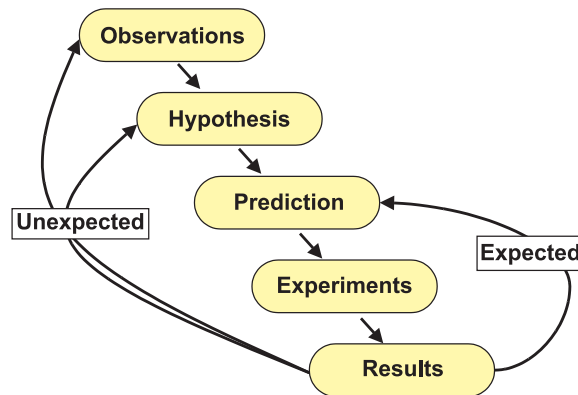 Observations
Hypothesis
Prediction
Unexpected
Expected
Experiments
Results